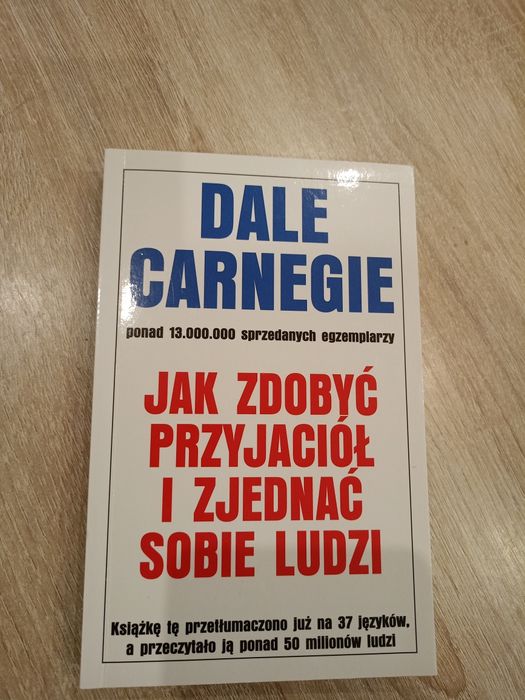 DALE
CARNEGIE
ponad 13.000.000 sprzedanych egzemplarzy
JAK ZDOBYĆ
PRZYJACIÓŁ
I ZJEDNAĆ
SOBIE LUDZI
Książkę tę przetłumaczono już na 37 języków,
a przeczytało ją ponad 50 milionów ludzi